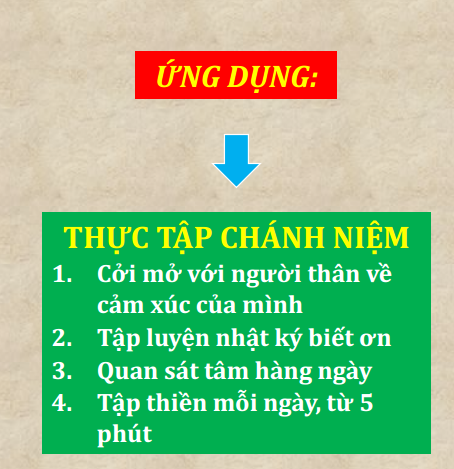 ỨNG DỤNG:
THỰC TẬP CHÁNH NIỆM
1. Cởi mở với người thân về
cảm xúc của mình
2. Tập luyện nhật ký biết ơn
3. Quan sát tâm hàng ngày
4. Tập thiền mỗi ngày, từ 5
phút